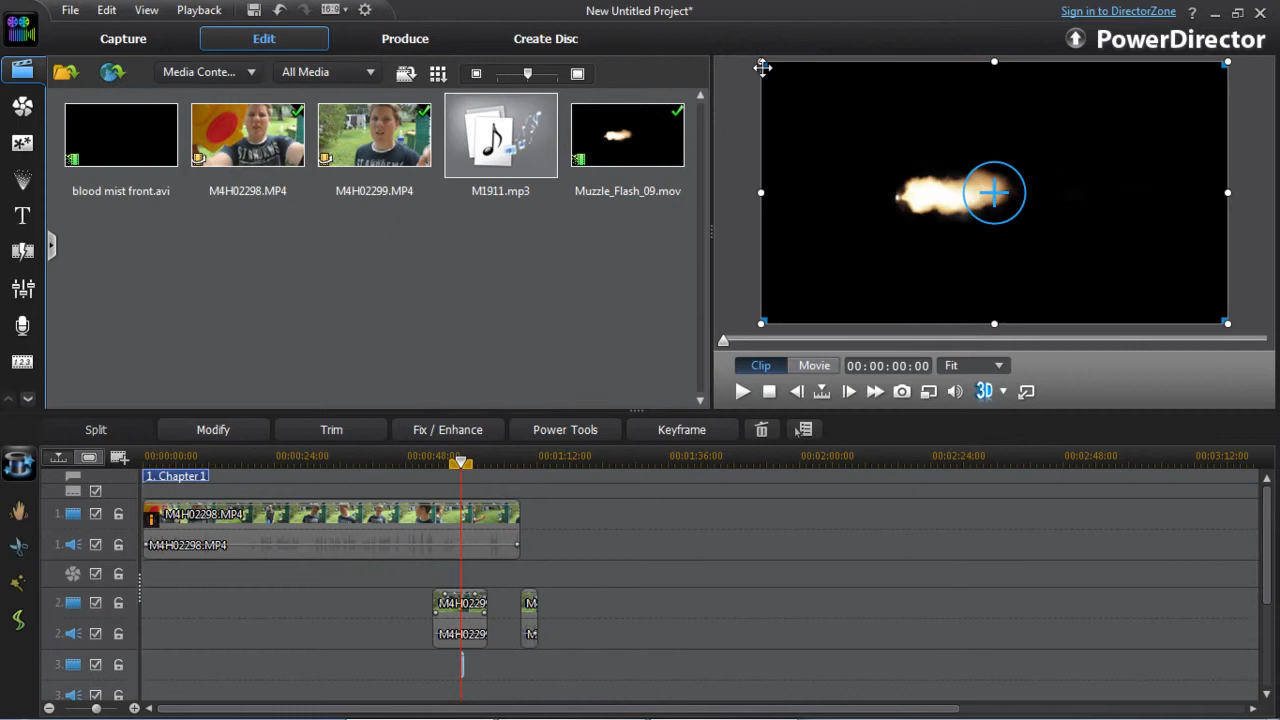 File Edit View Playback 16:9 New Untitled Project* Sign in to DirectorZone ?
Capture Edit Produce Create Disc PowerDirector
Media Conte... All Media
blood mist front.avi M4H02298.MP4 M4H02299.MP4 M1911.mp3 Muzzle_Flash_09.mov
T
Clip Movie 00:00:00:00 Fit
3D
123
Split Modify Trim Fix / Enhance Power Tools Keyframe
00:00:00:00 00:00:24:00 00:00:48:00 00:01:12:00 00:01:36:00 00:02:00:00 00:02:24:00 00:02:48:00 00:03:12:00
1. Chapter 1
1. M4H02298.MP4
1. M4H02298.MP4
2. M4H0229 M
2. M4H0229 M
3.
3.